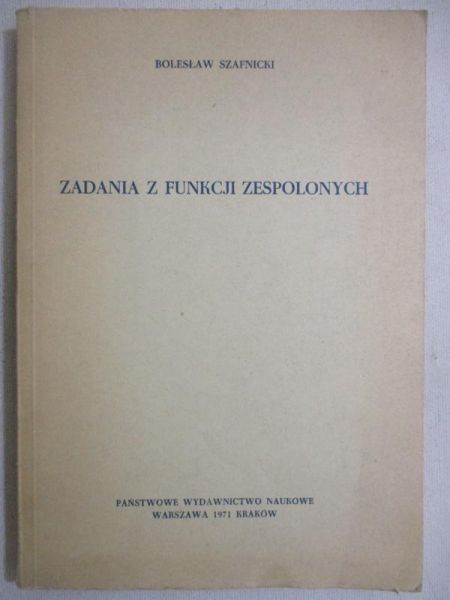 BOLESŁAW SZAFNICKI
ZADANIA Z FUNKCJI ZESPOLONYCH
PAŃSTWOWE WYDAWNICTWO NAUKOWE
WARSZAWA 1971 KRAKÓW